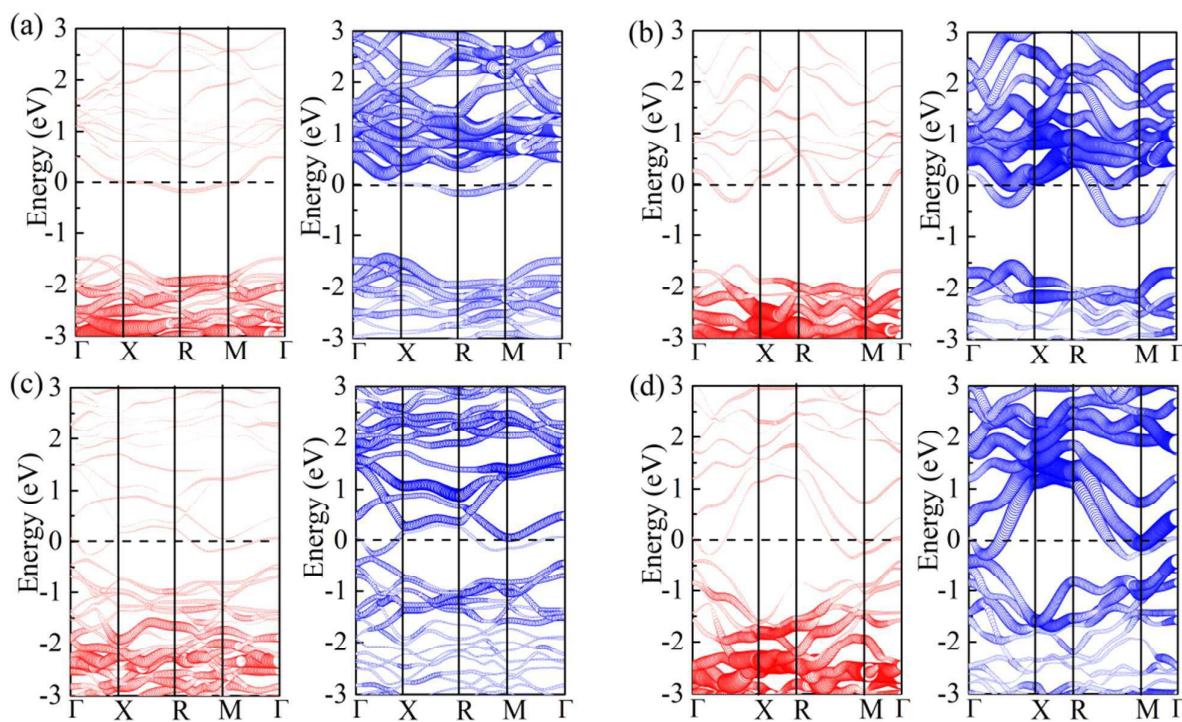 (a)
3
2
1
0
-1
-2
-3
Energy (eV)
Γ X R M Γ
3
2
1
0
-1
-2
-3
Energy (eV)
Γ X R M Γ
(b)
3
2
1
0
-1
-2
-3
Energy (eV)
Γ X R M Γ
3
2
1
0
-1
-2
-3
Energy (eV)
Γ X R M Γ
(c)
3
2
1
0
-1
-2
-3
Energy (eV)
Γ X R M Γ
3
2
1
0
-1
-2
-3
Energy (eV)
Γ X R M Γ
(d)
3
2
1
0
-1
-2
-3
Energy (eV)
Γ X R M Γ
3
2
1
0
-1
-2
-3
Energy (eV)
Γ X R M Γ